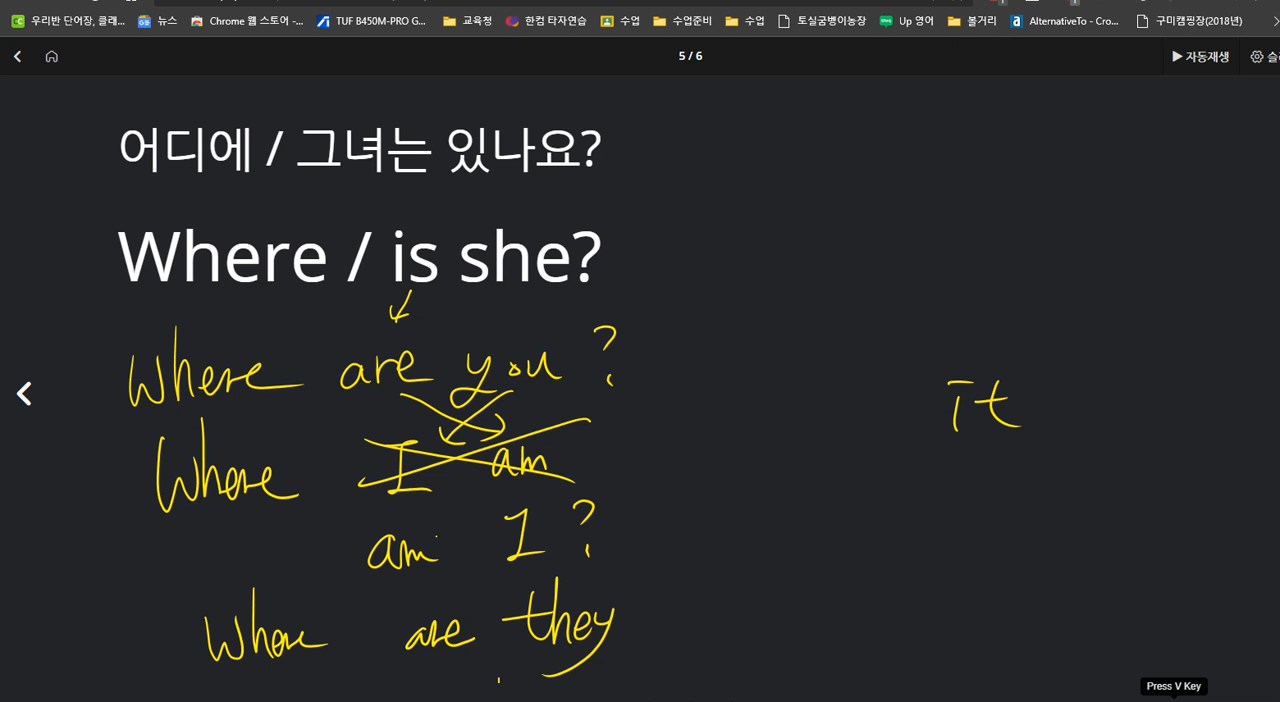 우리반 단어장, 클래... 뉴스 Chrome 웹 스토어 -... TUF B450M-PRO G... 교육청 한컴 타자연습 수업 수업준비 수업 토실굼벵이농장 Up 영어 볼거리 AlternativeTo - Cro... 구미캠핑장(2018년)
5 / 6 자동재생
어디에 / 그녀는 있나요?
Where / is she?
Where are you ?
it
Where I am
am I ?
Where are they
Press V Key